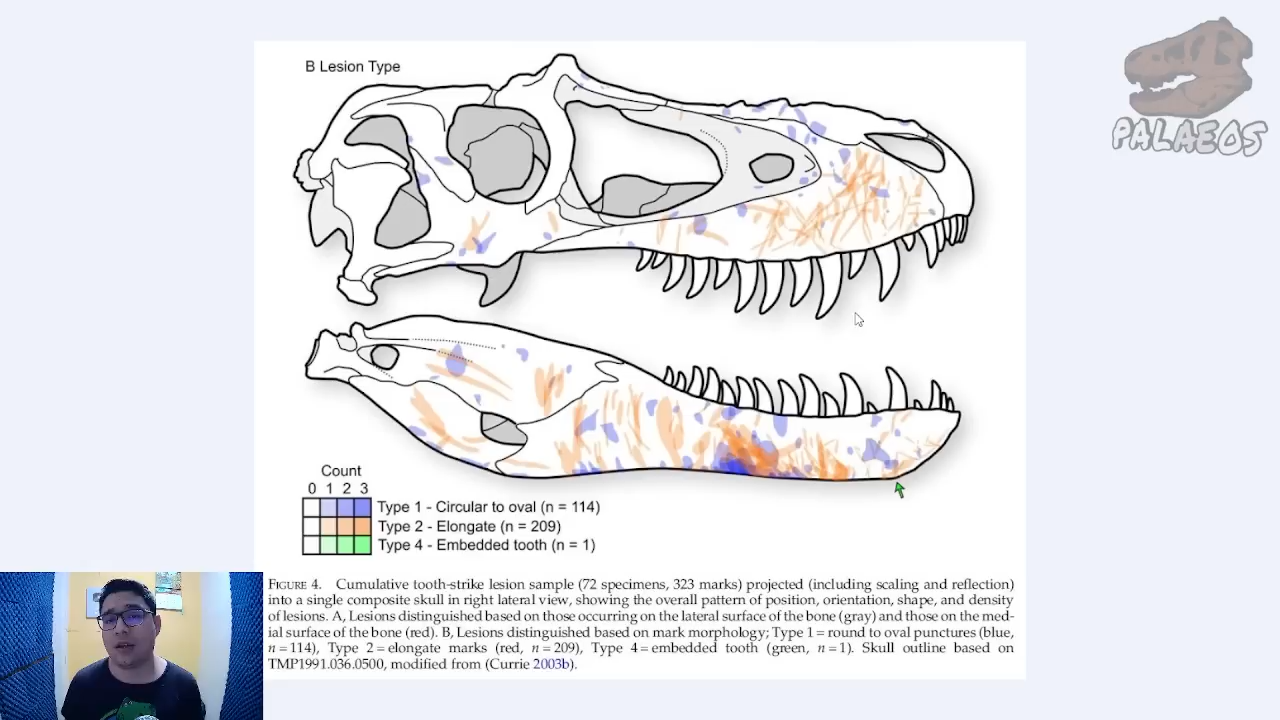 B Lesion Type
PALAEOS
Count
0 1 2 3
Type 1 - Circular to oval (n = 114)
Type 2 - Elongate (n = 209)
Type 4 - Embedded tooth (n = 1)
FIGURE 4. Cumulative tooth-strike lesion sample (72 specimens, 323 marks) projected (including scaling and reflection)
into a single composite skull in right lateral view, showing the overall pattern of position, orientation, shape, and density
of lesions. A, Lesions distinguished based on those occurring on the lateral surface of the bone (gray) and those on the med-
ial surface of the bone (red). B, Lesions distinguished based on mark morphology; Type 1 = round to oval punctures (blue,
n = 114), Type 2 = elongate marks (red, n = 209), Type 4 = embedded tooth (green, n = 1). Skull outline based on
TMP1991.036.0500, modified from (Currie 2003b).